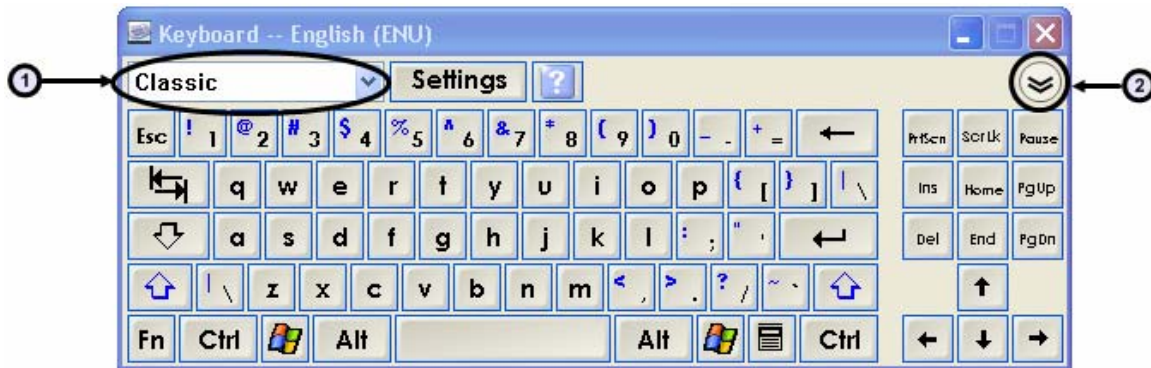 Keyboard -- English (ENU)
1 Classic Settings ? 2
Esc ! 1 @ 2 # 3 $ 4 % 5 ^ 6 & 7 * 8 ( 9 ) 0 _ - + = PrtScn ScrLk Pause
q w e r t y u i o p { [ } ] | \ Ins Home PgUp
a s d f g h j k l : ; " ' Del End PgDn
| \ z x c v b n m < , > . ? / ~ `
Fn Ctrl Alt Alt Ctrl